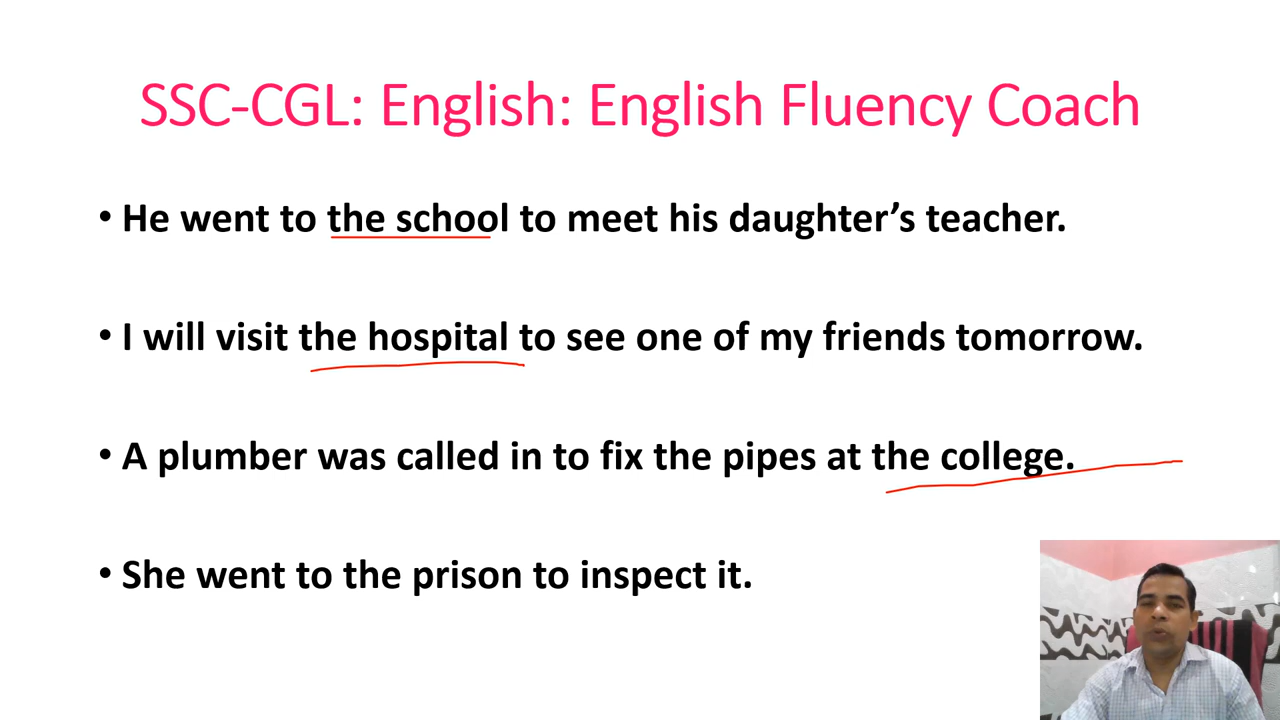 SSC-CGL: English: English Fluency Coach
• He went to the school to meet his daughter’s teacher.
• I will visit the hospital to see one of my friends tomorrow.
• A plumber was called in to fix the pipes at the college.
• She went to the prison to inspect it.